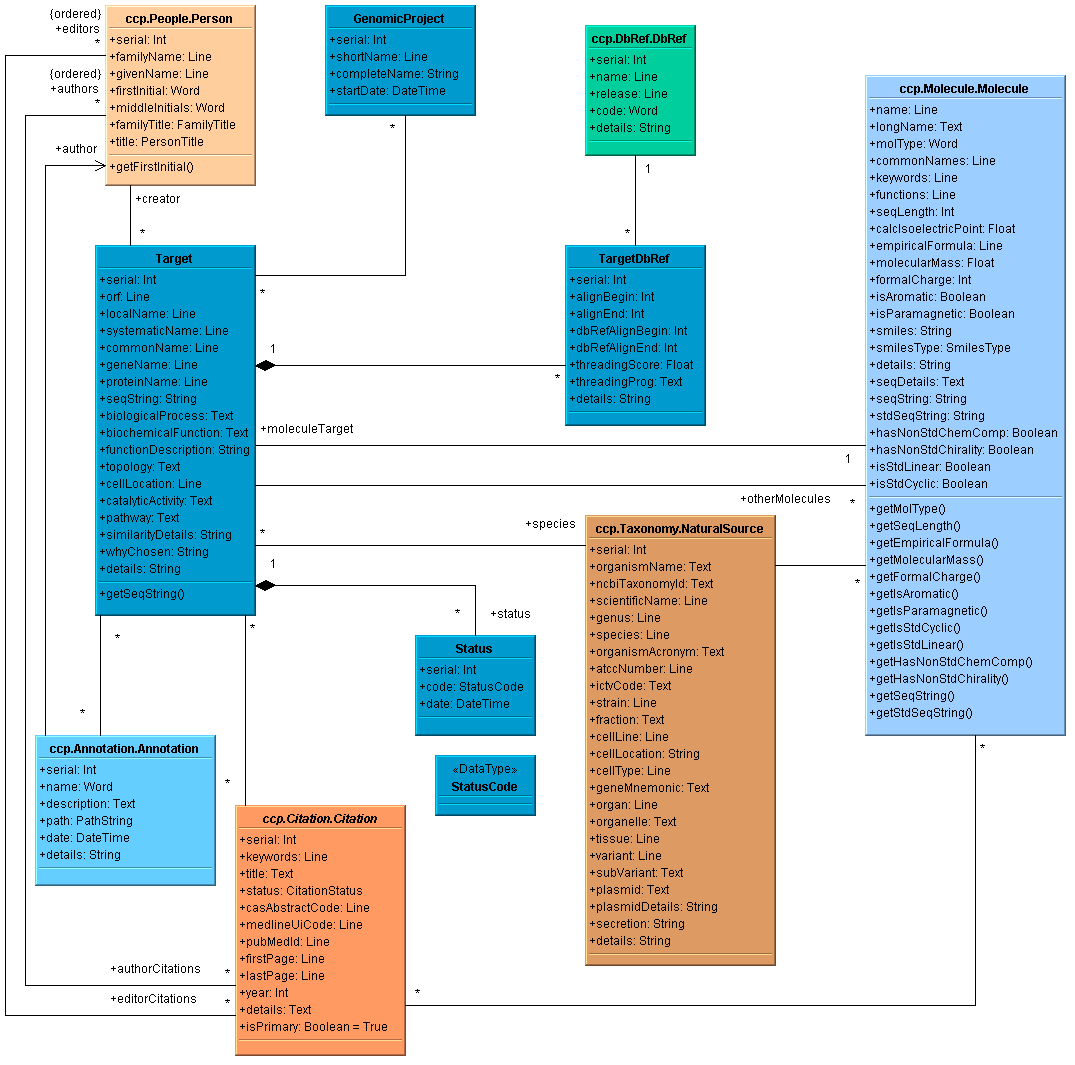 {ordered}
+editors
*
{ordered}
+authors
*
+author
ccp.People.Person
+serial: Int
+familyName: Line
+givenName: Line
+firstInitial: Word
+middleInitials: Word
+familyTitle: FamilyTitle
+title: PersonTitle
+getFirstInitial()
+creator
*
GenomicProject
+serial: Int
+shortName: Line
+completeName: String
+startDate: DateTime
*
*
ccp.DbRef.DbRef
+serial: Int
+name: Line
+release: Line
+code: Word
+details: String
1
*
TargetDbRef
+serial: Int
+alignBegin: Int
+alignEnd: Int
+dbRefAlignBegin: Int
+dbRefAlignEnd: Int
+threadingScore: Float
+threadingProg: Text
+details: String
1
*
Target
+serial: Int
+orf: Line
+localName: Line
+systematicName: Line
+commonName: Line
+geneName: Line
+proteinName: Line
+seqString: String
+biologicalProcess: Text
+biochemicalFunction: Text
+functionDescription: String
+topology: Text
+cellLocation: Line
+catalyticActivity: Text
+pathway: Text
+similarityDetails: String
+whyChosen: String
+details: String
+getSeqString()
+moleculeTarget
1
+otherMolecules
*
*
+species
1
*
+status
ccp.Molecule.Molecule
+name: Line
+longName: Text
+molType: Word
+commonNames: Line
+keywords: Line
+functions: Line
+seqLength: Int
+calcIsoelectricPoint: Float
+empiricalFormula: Line
+molecularMass: Float
+formalCharge: Int
+isAromatic: Boolean
+isParamagnetic: Boolean
+smiles: String
+smilesType: SmilesType
+details: String
+seqDetails: Text
+seqString: String
+stdSeqString: String
+hasNonStdChemComp: Boolean
+hasNonStdChirality: Boolean
+isStdLinear: Boolean
+isStdCyclic: Boolean
+getMolType()
+getSeqLength()
+getEmpiricalFormula()
+getMolecularMass()
+getFormalCharge()
+getIsAromatic()
+getIsParamagnetic()
+getIsStdCyclic()
+getIsStdLinear()
+getHasNonStdChemComp()
+getHasNonStdChirality()
+getSeqString()
+getStdSeqString()
*
*
ccp.Taxonomy.NaturalSource
+serial: Int
+organismName: Text
+ncbiTaxonomyId: Text
+scientificName: Line
+genus: Line
+species: Line
+organismAcronym: Text
+atccNumber: Line
+ictvCode: Text
+strain: Line
+fraction: Text
+cellLine: Line
+cellLocation: String
+cellType: Line
+geneMnemonic: Text
+organ: Line
+organelle: Text
+tissue: Line
+variant: Line
+subVariant: Text
+plasmid: Text
+plasmidDetails: String
+secretion: String
+details: String
Status
+serial: Int
+code: StatusCode
+date: DateTime
«DataType»
StatusCode
*
*
*
*
ccp.Annotation.Annotation
+serial: Int
+name: Word
+description: Text
+path: PathString
+date: DateTime
+details: String
ccp.Citation.Citation
+serial: Int
+keywords: Line
+title: Text
+status: CitationStatus
+casAbstractCode: Line
+medlineUiCode: Line
+pubMedId: Line
+firstPage: Line
+lastPage: Line
+year: Int
+details: Text
+isPrimary: Boolean = True
+authorCitations
*
+editorCitations
*
*